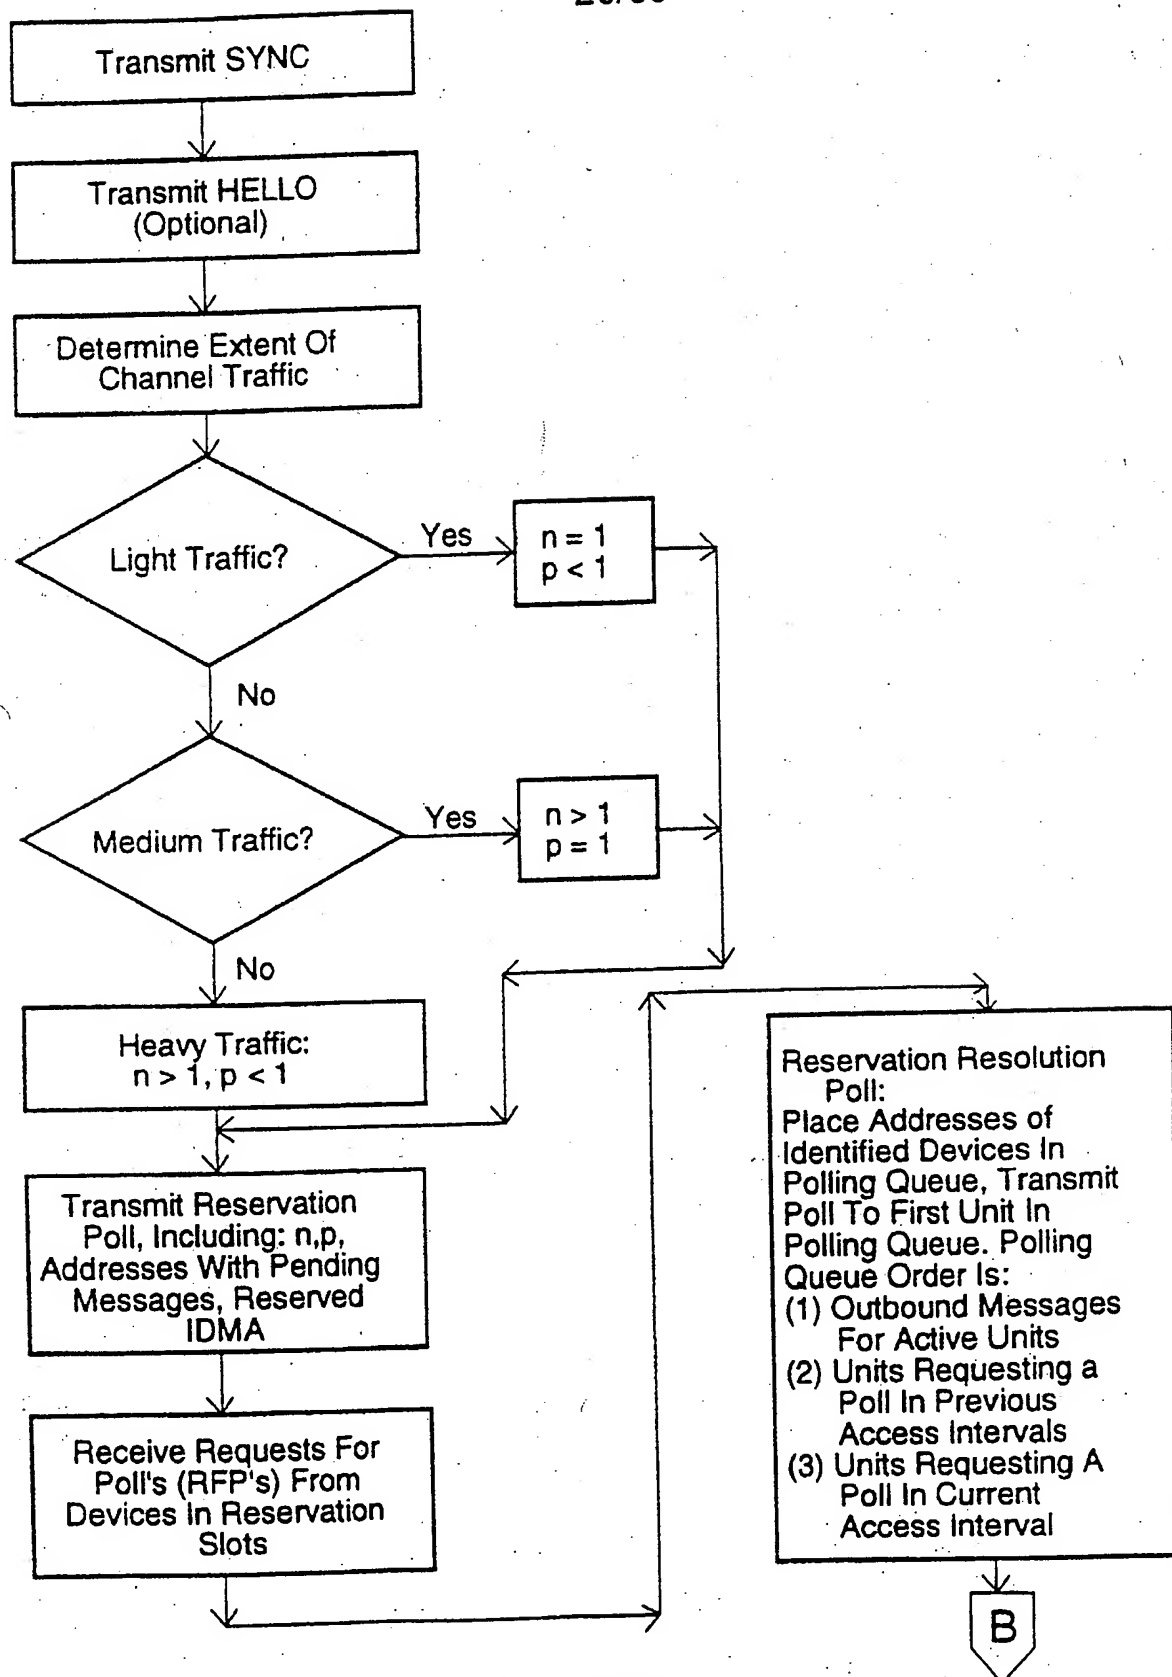 Transmit SYNC
Transmit HELLO
(Optional)
Determine Extent Of
Channel Traffic
Light Traffic?
Yes
n = 1
p < 1
No
Medium Traffic?
Yes
n > 1
p = 1
No
Heavy Traffic:
n > 1, p < 1
Transmit Reservation
Poll, Including: n,p,
Addresses With Pending
Messages, Reserved
IDMA
Receive Requests For
Poll's (RFP's) From
Devices In Reservation
Slots
Reservation Resolution
Poll:
Place Addresses of
Identified Devices In
Polling Queue, Transmit
Poll To First Unit In
Polling Queue. Polling
Queue Order Is:
(1) Outbound Messages
For Active Units
(2) Units Requesting a
Poll In Previous
Access Intervals
(3) Units Requesting A
Poll In Current
Access Interval
B